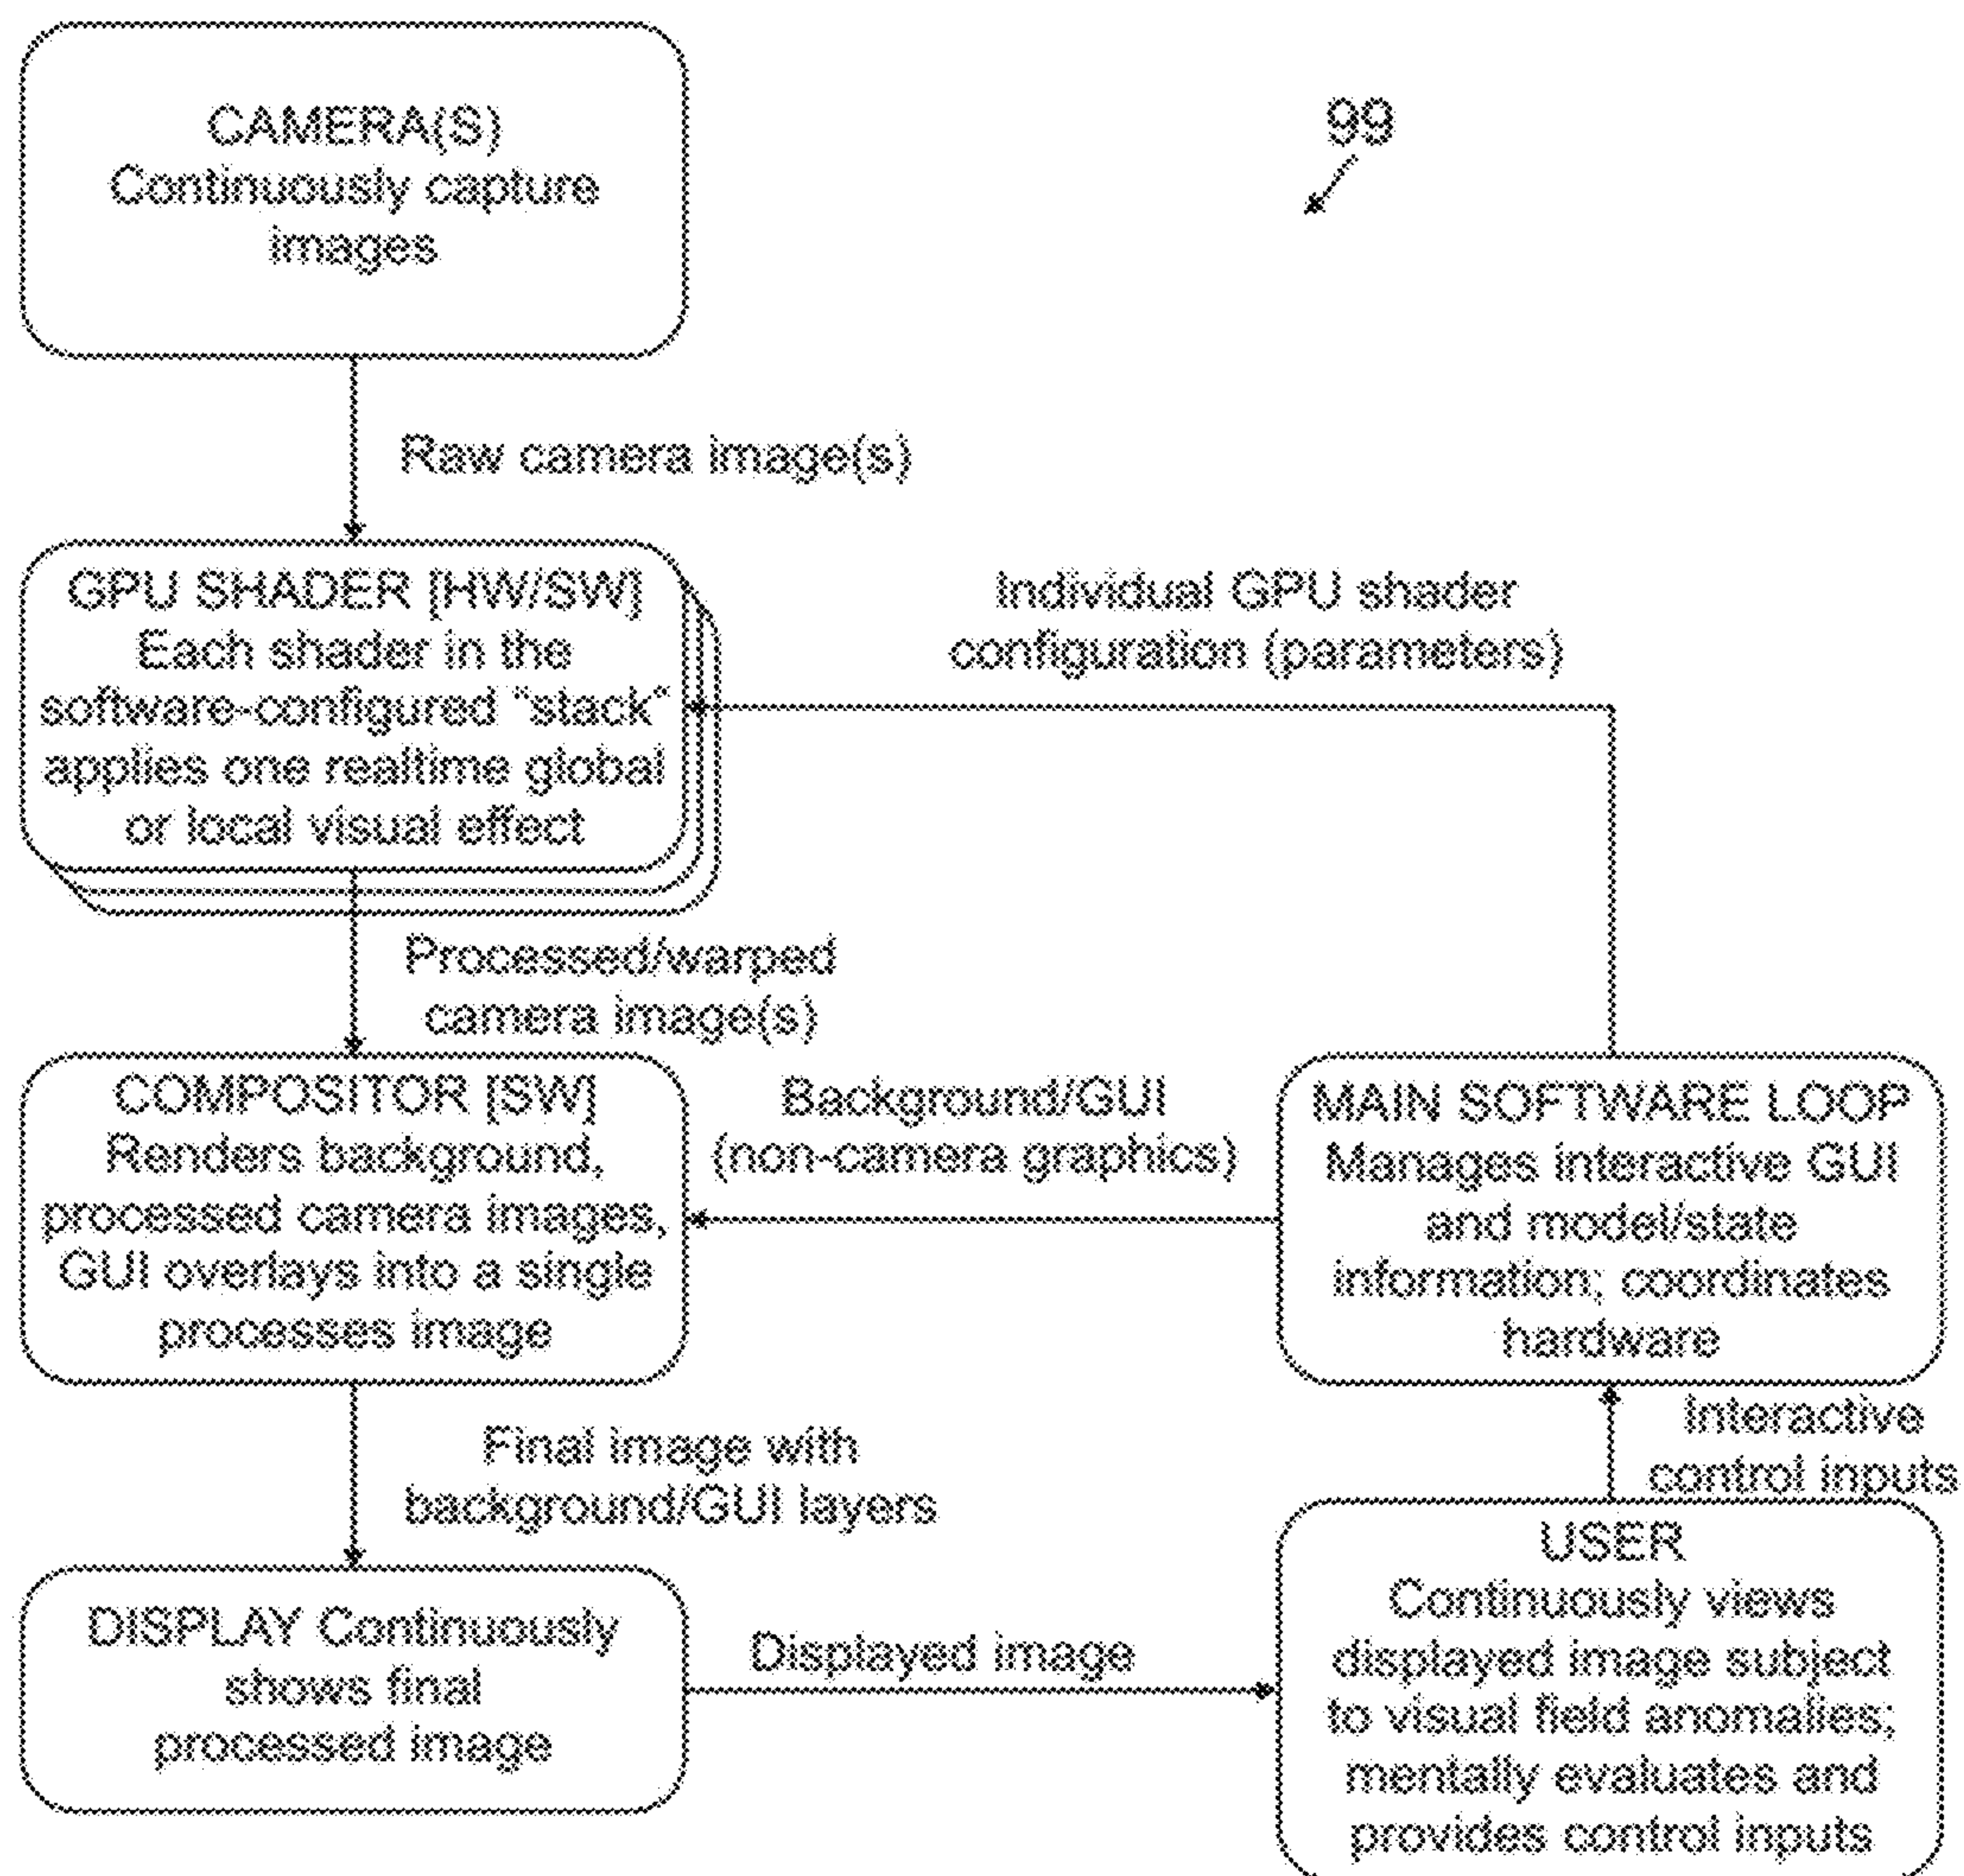 CAMERA(S)
Continuously capture
images
99
Raw camera image(s)
GPU SHADER [HW/SW]
Each shader in the
software-configured "stack"
applies one realtime global
or local visual effect
Individual GPU shader
configuration (parameters)
Processed/warped
camera image(s)
COMPOSITOR [SW]
Renders background,
processed camera images,
GUI overlays into a single
processes image
Background/GUI
(non-camera graphics)
MAIN SOFTWARE LOOP
Manages interactive GUI
and model/state
information; coordinates
hardware
Final image with
background/GUI layers
Interactive
control inputs
DISPLAY Continuously
shows final
processed image
Displayed image
USER
Continuously views
displayed image subject
to visual field anomalies;
mentally evaluates and
provides control inputs